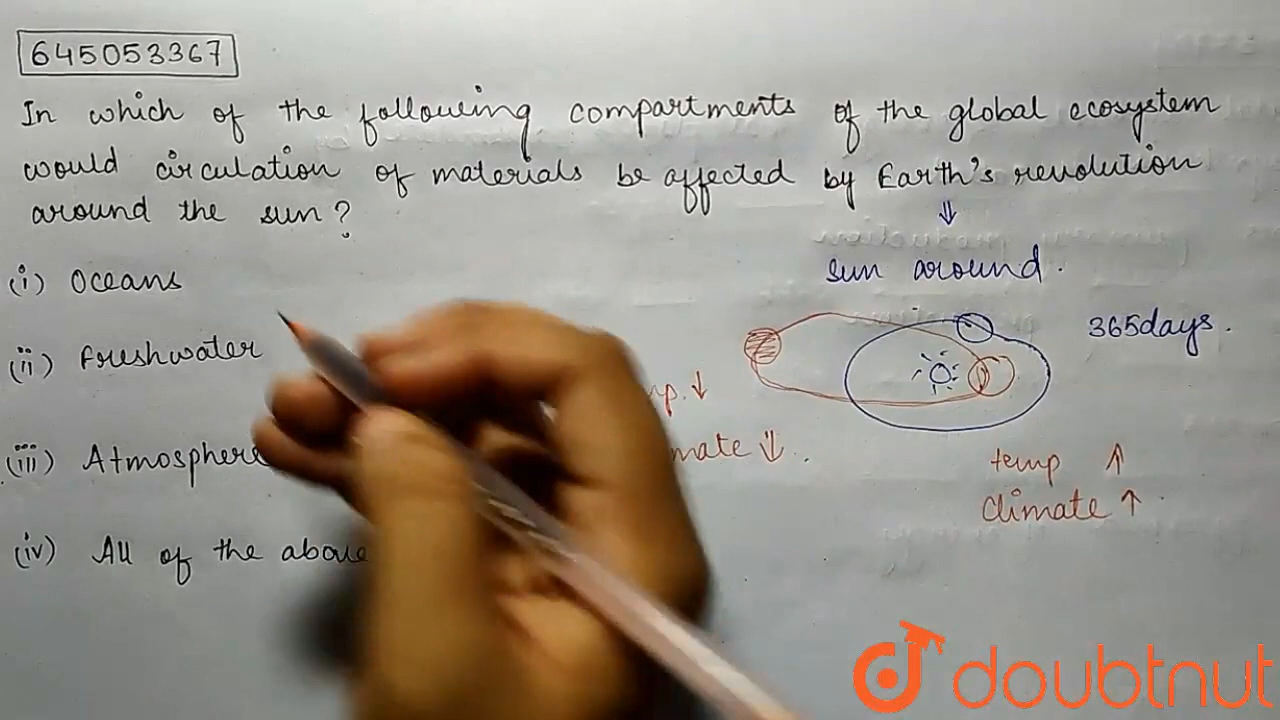 645053367
In which of the following compartments of the global ecosystem
would circulation of materials be affected by Earth's revolution
around the sun?
⇓
sun around.
(i) Oceans
365days.
(ii) Freshwater
↓
(iii) Atmosphere
⇓.
temp ↑
Climate ↑.
(iv) All of the above
doubtnut